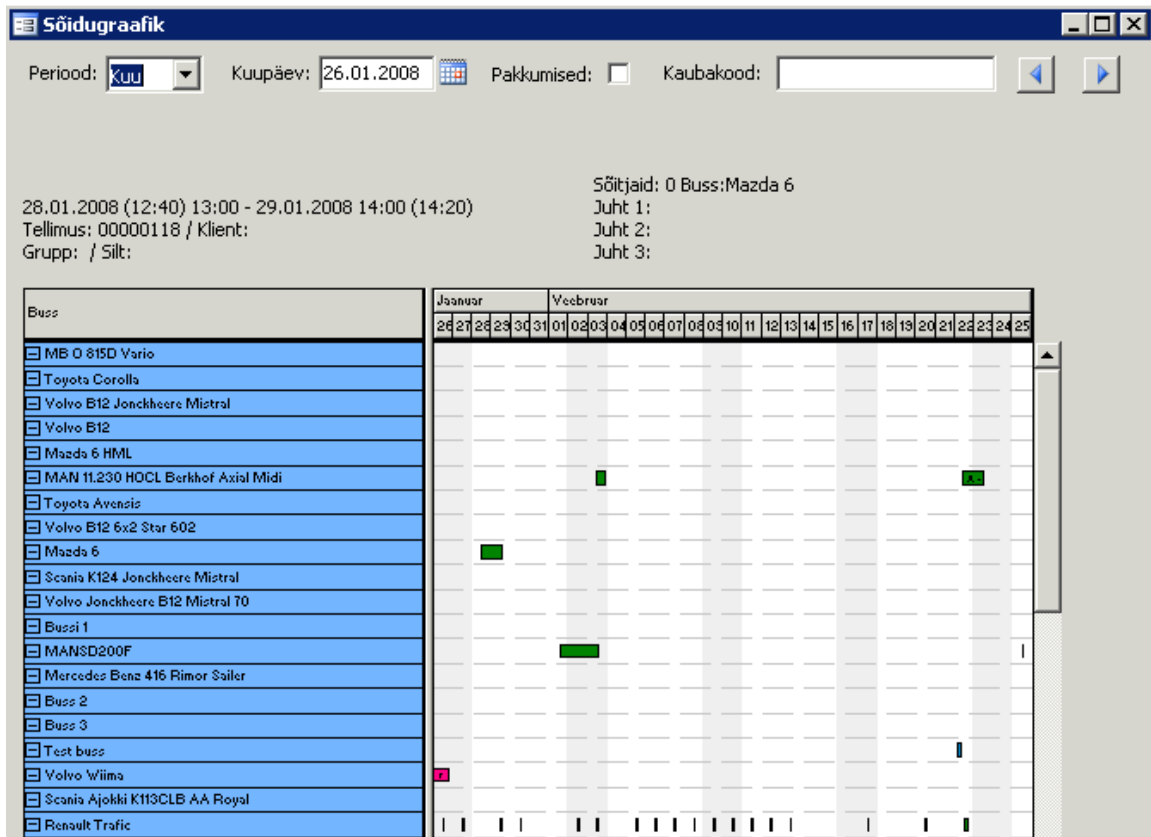 Sõidugraafik
Periood: Kuu Kuupäev: 26.01.2008 Pakkumised: Kaubakood:
Sõitjaid: 0 Buss:Mazda 6
28.01.2008 (12:40) 13:00 - 29.01.2008 14:00 (14:20) Juht 1:
Tellimus: 00000118 / Klient: Juht 2:
Grupp: / Silt: Juht 3:
Buss Jaanuar Veebruar
26 27 28 29 30 31 01 02 03 04 05 06 07 08 09 10 11 12 13 14 15 16 17 18 19 20 21 22 23 24 25
MB O 815D Vario
Toyota Corolla
Volvo B12 Jonckheere Mistral
Volvo B12
Mazda 6 HML
MAN 11.230 HOCL Berkhof Axial Midi
Toyota Avensis
Volvo B12 6x2 Star 602
Mazda 6
Scania K124 Jonckheere Mistral
Volvo Jonckheere B12 Mistral 70
Bussi 1
MANSD200F
Mercedes Benz 416 Rimor Sailer
Buss 2
Buss 3
Test buss
Volvo Wiima r
Scania Ajokki K113CLB AA Royal
Renault Trafic